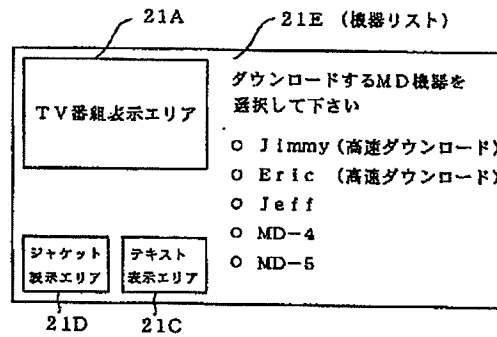 21A
21E (機器リスト)
TV番組表示エリア
ダウンロードするMD機器を
選択して下さい
○ Jimmy(高速ダウンロード)
○ Eric (高速ダウンロード)
○ Jeff
○ MD-4
○ MD-5
ジャケット
表示エリア
テキスト
表示エリア
21D
21C